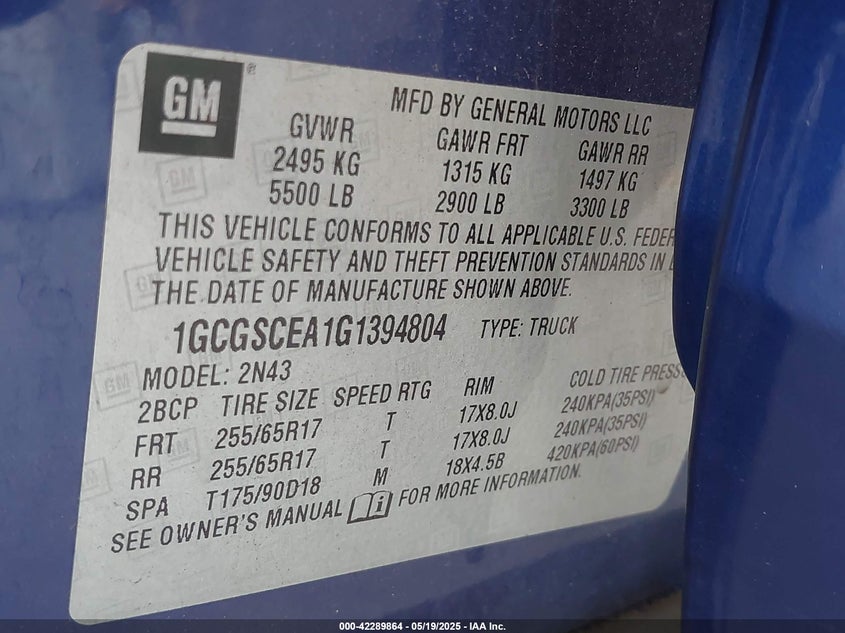 GM ®
MFD BY GENERAL MOTORS LLC
GVWR GAWR FRT GAWR RR
2495 KG 1315 KG 1497 KG
5500 LB 2900 LB 3300 LB
THIS VEHICLE CONFORMS TO ALL APPLICABLE U.S. FEDER
VEHICLE SAFETY AND THEFT PREVENTION STANDARDS IN
THE DATE OF MANUFACTURE SHOWN ABOVE.
1GCGSCEA1G1394804 TYPE: TRUCK
MODEL: 2N43
2BCP TIRE SIZE SPEED RTG RIM COLD TIRE PRESS
FRT 255/65R17 T 17X8.0J 240KPA(35PSI)
RR 255/65R17 T 17X8.0J 240KPA(35PSI)
SPA T175/90D18 M 18X4.5B 420KPA(60PSI)
SEE OWNER'S MANUAL FOR MORE INFORMATION.
000-42289864 - 05/19/2025 - IAA Inc.